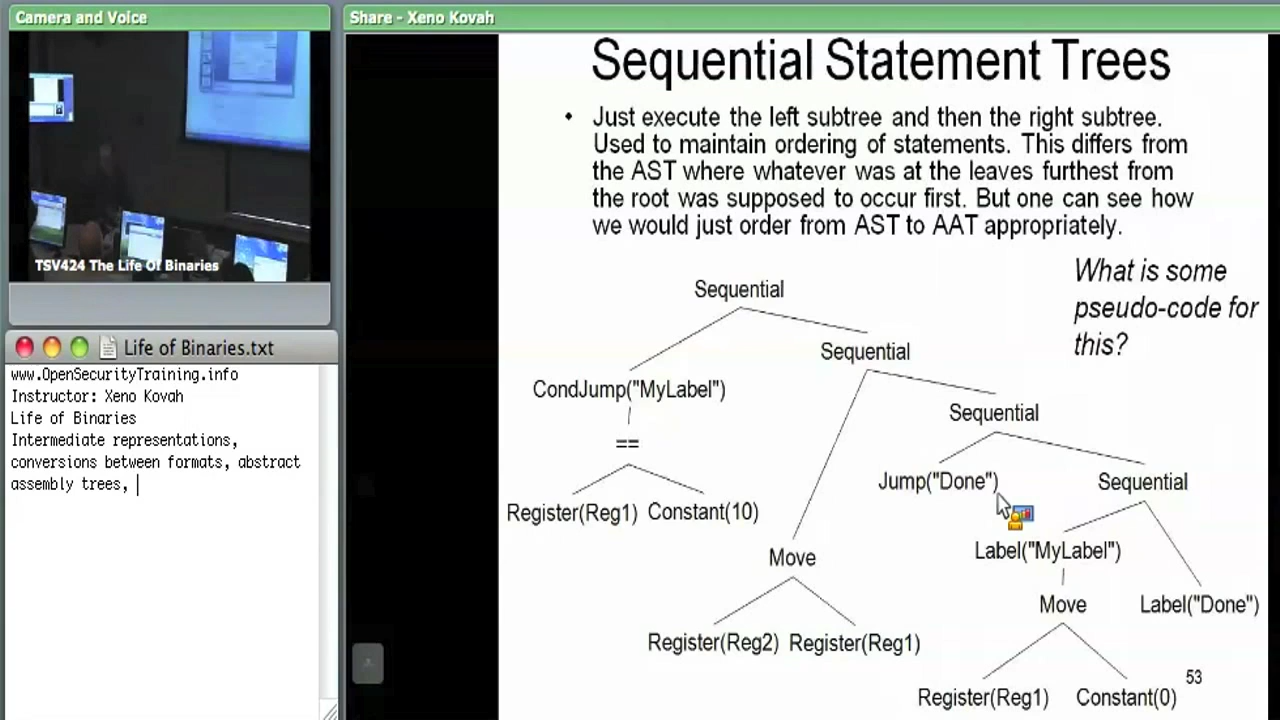 Camera and Voice
Share - Xeno Kovah
TSV424 The Life Of Binaries
Life of Binaries.txt
www.OpenSecurityTraining.info
Instructor: Xeno Kovah
Life of Binaries
Intermediate representations,
conversions between formats, abstract
assembly trees,
Sequential Statement Trees
• Just execute the left subtree and then the right subtree.
Used to maintain ordering of statements. This differs from
the AST where whatever was at the leaves furthest from
the root was supposed to occur first. But one can see how
we would just order from AST to AAT appropriately.
What is some
pseudo-code for
this?
Sequential
Sequential
CondJump("MyLabel")
Sequential
==
Jump("Done")
Sequential
Register(Reg1) Constant(10)
Label("MyLabel")
Move
Move
Label("Done")
Register(Reg2) Register(Reg1)
Register(Reg1) Constant(0)
53